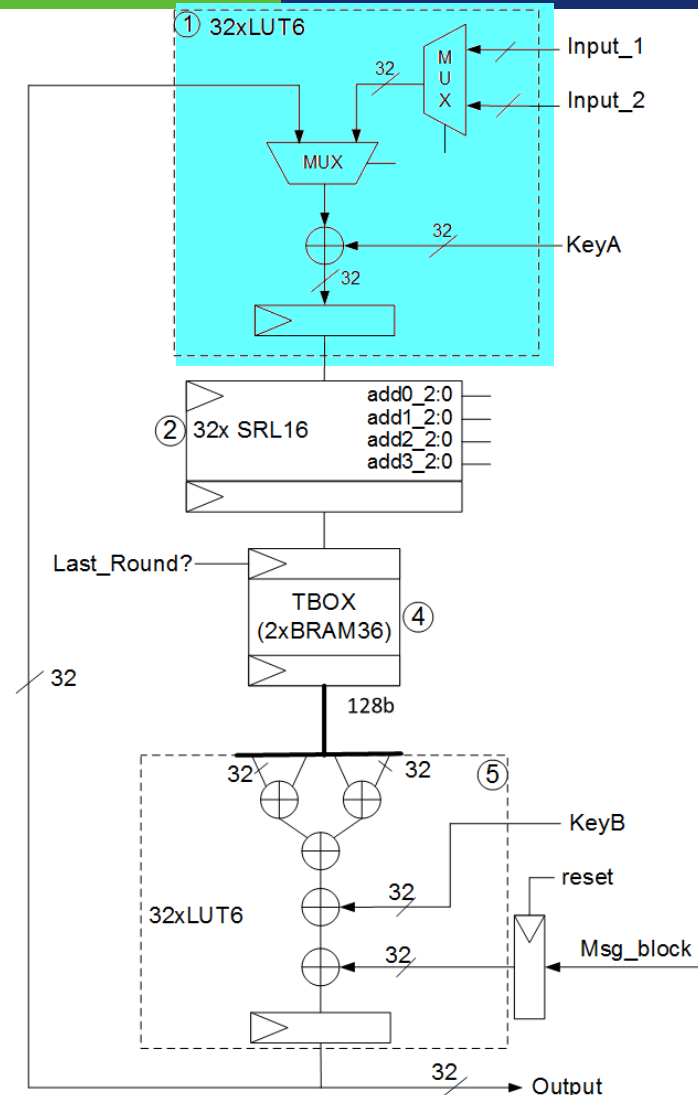 ① 32xLUT6
Input_1
M
U
X
32
Input_2
MUX
32
KeyA
32
add0_2:0
add1_2:0
② 32x SRL16
add2_2:0
add3_2:0
Last_Round?
TBOX
(2xBRAM36)
④
32
128b
32
32
⑤
KeyB
reset
32
32xLUT6
Msg_block
32
32
Output